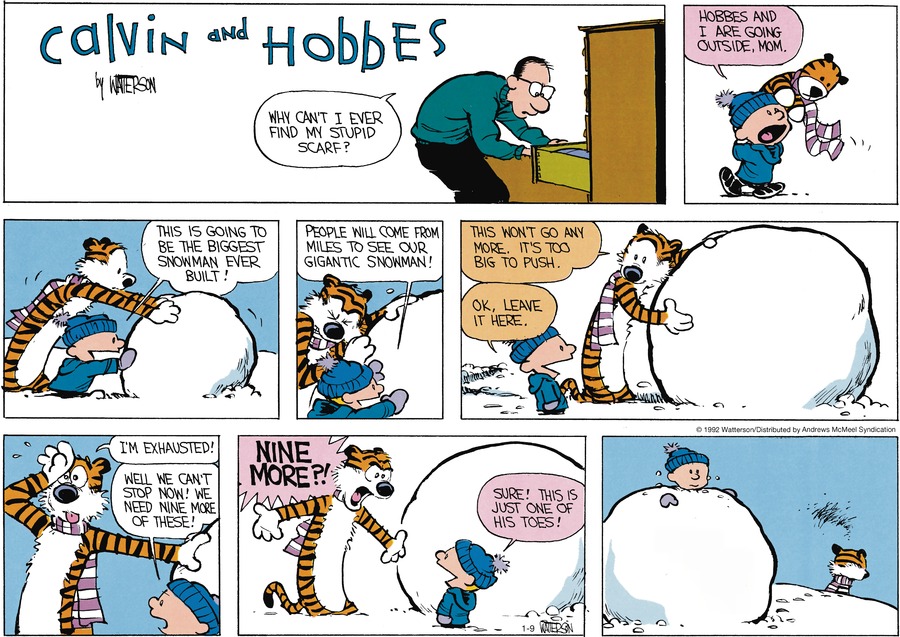 Calvin and Hobbes
by WATTERSON
WHY CAN'T I EVER
FIND MY STUPID
SCARF?
HOBBES AND
I ARE GOING
OUTSIDE, MOM.
THIS IS GOING TO
BE THE BIGGEST
SNOWMAN EVER
BUILT!
PEOPLE WILL COME FROM
MILES TO SEE OUR
GIGANTIC SNOWMAN!
THIS WON'T GO ANY
MORE. IT'S TOO
BIG TO PUSH.
OK, LEAVE
IT HERE.
© 1992 Watterson/Distributed by Andrews McMeel Syndication
I'M EXHAUSTED!
WELL WE CAN'T
STOP NOW! WE
NEED NINE MORE
OF THESE!
NINE
MORE?!
SURE! THIS IS
JUST ONE OF
HIS TOES!
1-9 WATTERSON